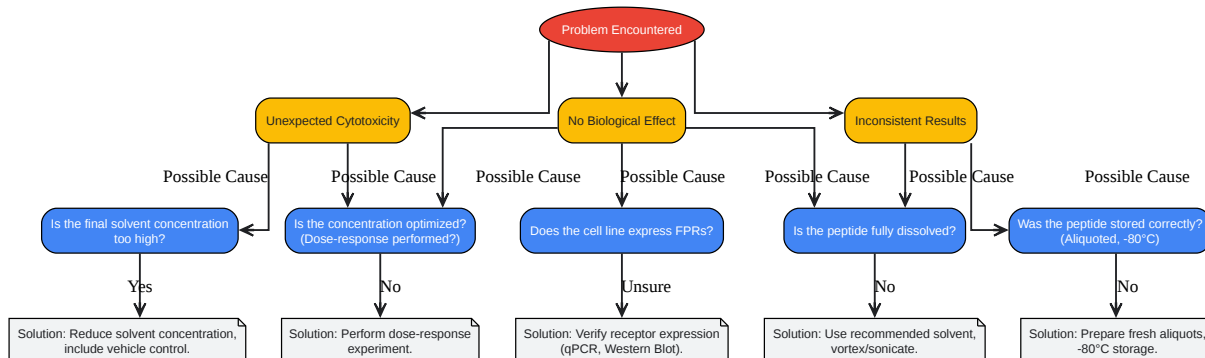 Problem Encountered
Unexpected Cytotoxicity
No Biological Effect
Inconsistent Results
Possible Cause
Possible Cause
Possible Cause
Possible Cause
Possible Cause
Possible Cause
Possible Cause
Is the final solvent concentration
too high?
Is the concentration optimized?
(Dose-response performed?)
Does the cell line express FPRs?
Is the peptide fully dissolved?
Was the peptide stored correctly?
(Aliquoted, -80°C)
Yes
No
Unsure
No
No
Solution: Reduce solvent concentration,
include vehicle control.
Solution: Perform dose-response
experiment.
Solution: Verify receptor expression
(qPCR, Western Blot).
Solution: Use recommended solvent,
vortex/sonicate.
Solution: Prepare fresh aliquots,
-80°C storage.